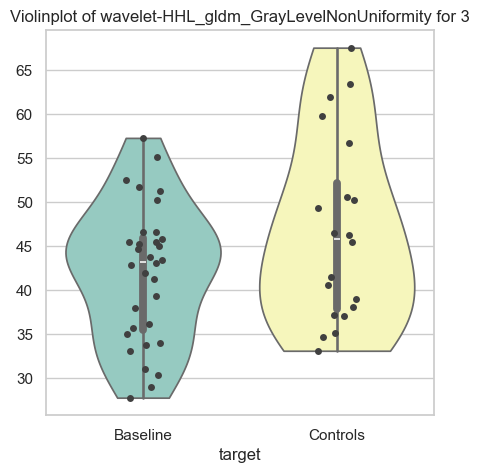 Violinplot of wavelet-HHL_gldm_GrayLevelNonUniformity for 3
65
60
55
50
45
40
35
30
Baseline Controls
target